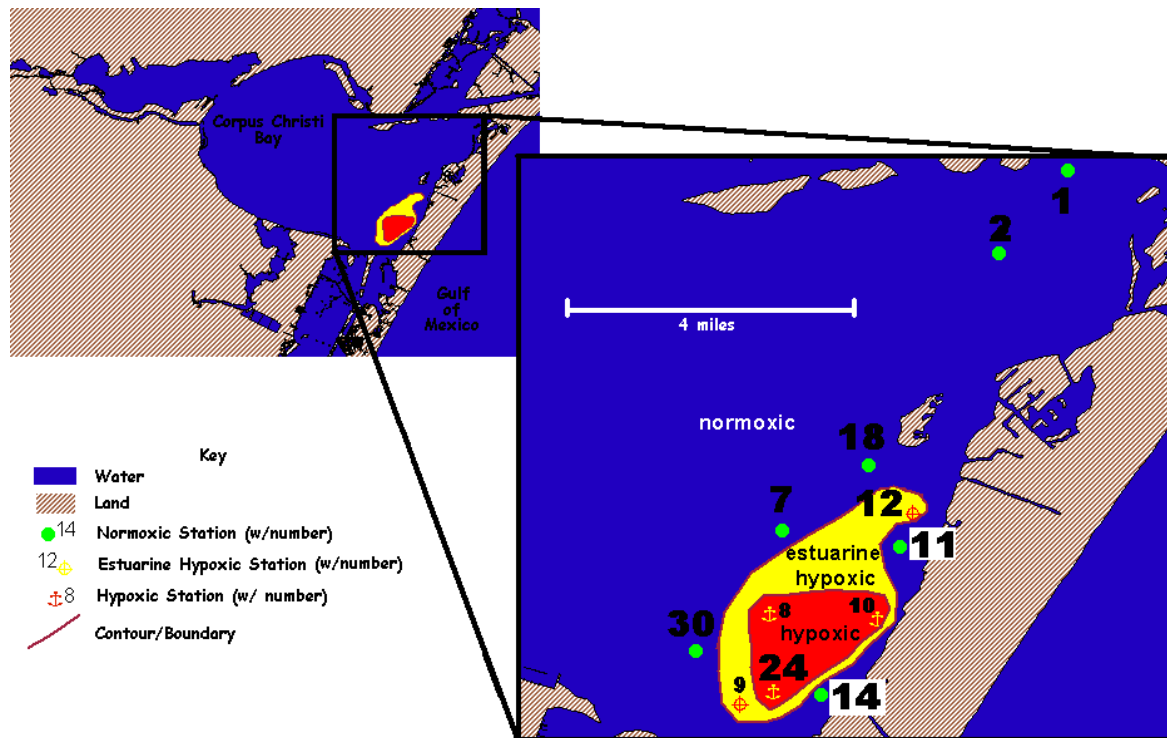 Corpus Christi
Bay
Gulf
of
Mexico
1
2
4 miles
normoxic
18
7
12
11
estuarine
hypoxic
8
10
hypoxic
30
24
9
14
Key
Water
Land
14 Normoxic Station (w/number)
12 Estuarine Hypoxic Station (w/number)
8 Hypoxic Station (w/ number)
Contour/Boundary